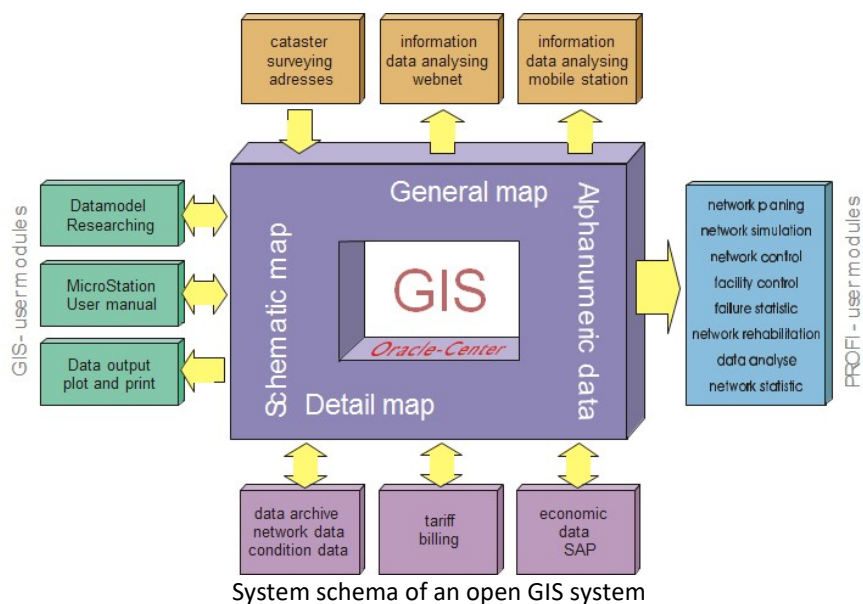 cataster
surveying
adresses
information
data analysing
webnet
information
data analysing
mobile station
GIS- user modules
Datamodel
Researching
MicroStation
User manual
Data output
plot and print
General map
Schematic map
GIS
Oracle-Center
Detail map
Alphanumeric data
network planing
network simulation
network control
facility control
failure statistic
network rehabilitation
data analyse
network statistic
PROFI - user modules
data archive
network data
condition data
tariff
billing
economic
data
SAP
System schema of an open GIS system